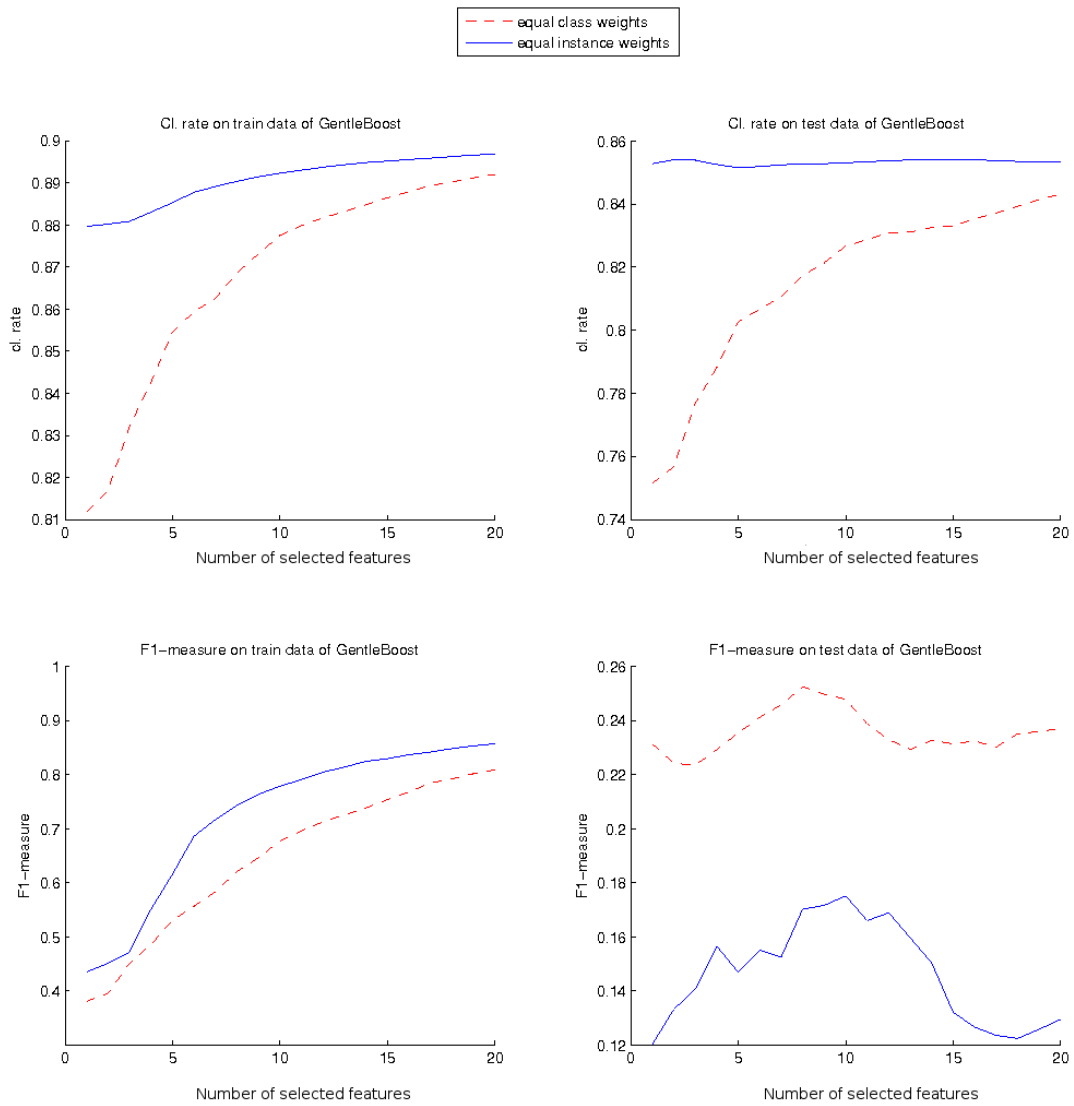 equal class weights
equal instance weights
Cl. rate on train data of GentleBoost
cl. rate
0.9
0.89
0.88
0.87
0.86
0.85
0.84
0.83
0.82
0.81
0 5 10 15 20
Number of selected features
Cl. rate on test data of GentleBoost
cl. rate
0.86
0.84
0.82
0.8
0.78
0.76
0.74
0 5 10 15 20
Number of selected features
F1-measure on train data of GentleBoost
F1-measure
1
0.9
0.8
0.7
0.6
0.5
0.4
0 5 10 15 20
Number of selected features
F1-measure on test data of GentleBoost
F1-measure
0.26
0.24
0.22
0.2
0.18
0.16
0.14
0.12
0 5 10 15 20
Number of selected features